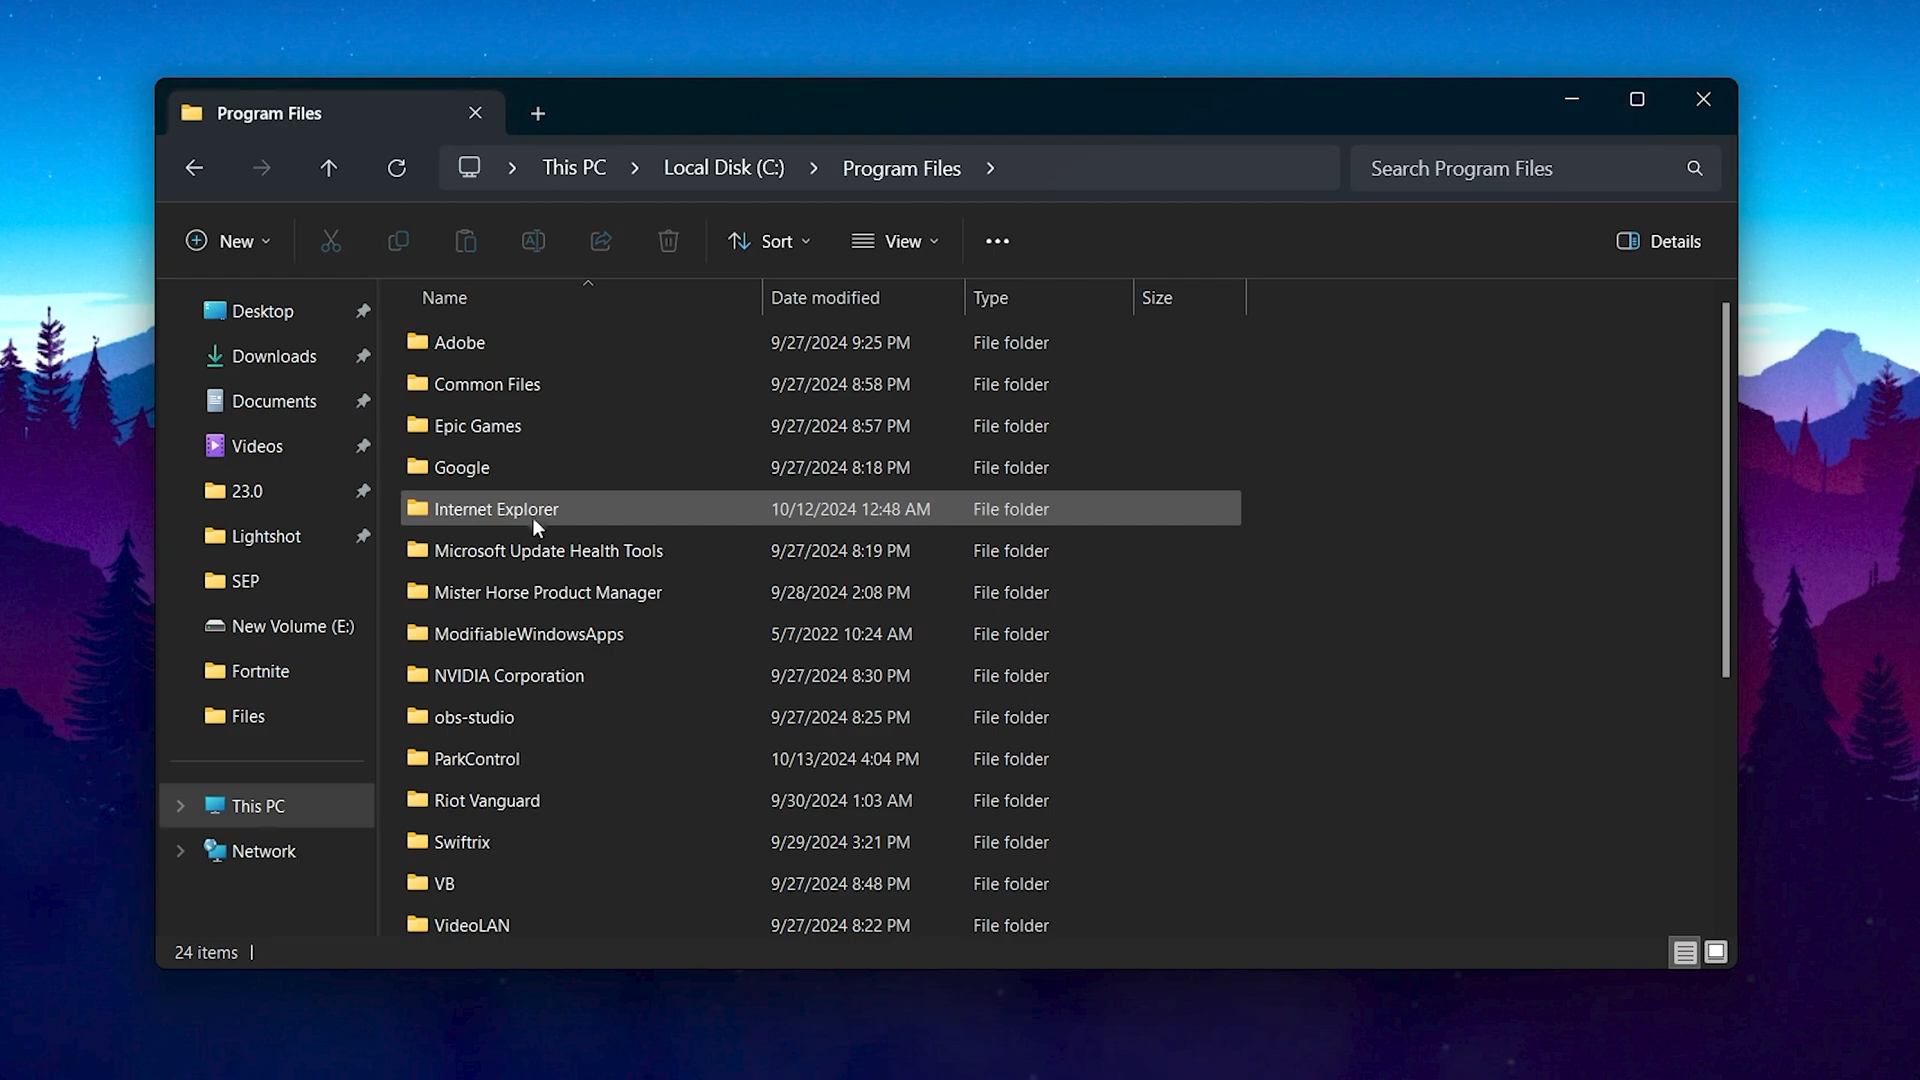 Program Files
This PC > Local Disk (C:) > Program Files >
Search Program Files
New
Sort
View
Details
Name Date modified Type Size
Desktop
Downloads
Documents
Videos
23.0
Lightshot
SEP
New Volume (E:)
Fortnite
Files
This PC
Network
Adobe 9/27/2024 9:25 PM File folder
Common Files 9/27/2024 8:58 PM File folder
Epic Games 9/27/2024 8:57 PM File folder
Google 9/27/2024 8:18 PM File folder
Internet Explorer 10/12/2024 12:48 AM File folder
Microsoft Update Health Tools 9/27/2024 8:19 PM File folder
Mister Horse Product Manager 9/28/2024 2:08 PM File folder
ModifiableWindowsApps 5/7/2022 10:24 AM File folder
NVIDIA Corporation 9/27/2024 8:30 PM File folder
obs-studio 9/27/2024 8:25 PM File folder
ParkControl 10/13/2024 4:04 PM File folder
Riot Vanguard 9/30/2024 1:03 AM File folder
Swiftrix 9/29/2024 3:21 PM File folder
VB 9/27/2024 8:48 PM File folder
VideoLAN 9/27/2024 8:22 PM File folder
24 items